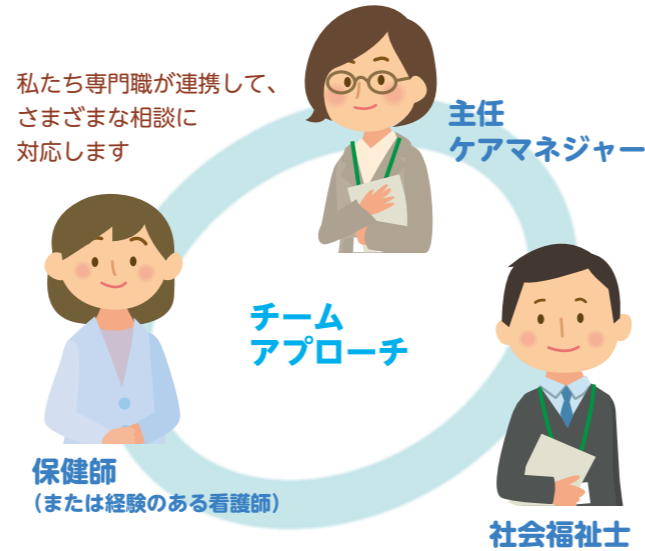 私たち専門職が連携して、
さまざまな相談に
対応します
主任
ケアマネジャー
チーム
アプローチ
保健師
（または経験のある看護師）
社会福祉士